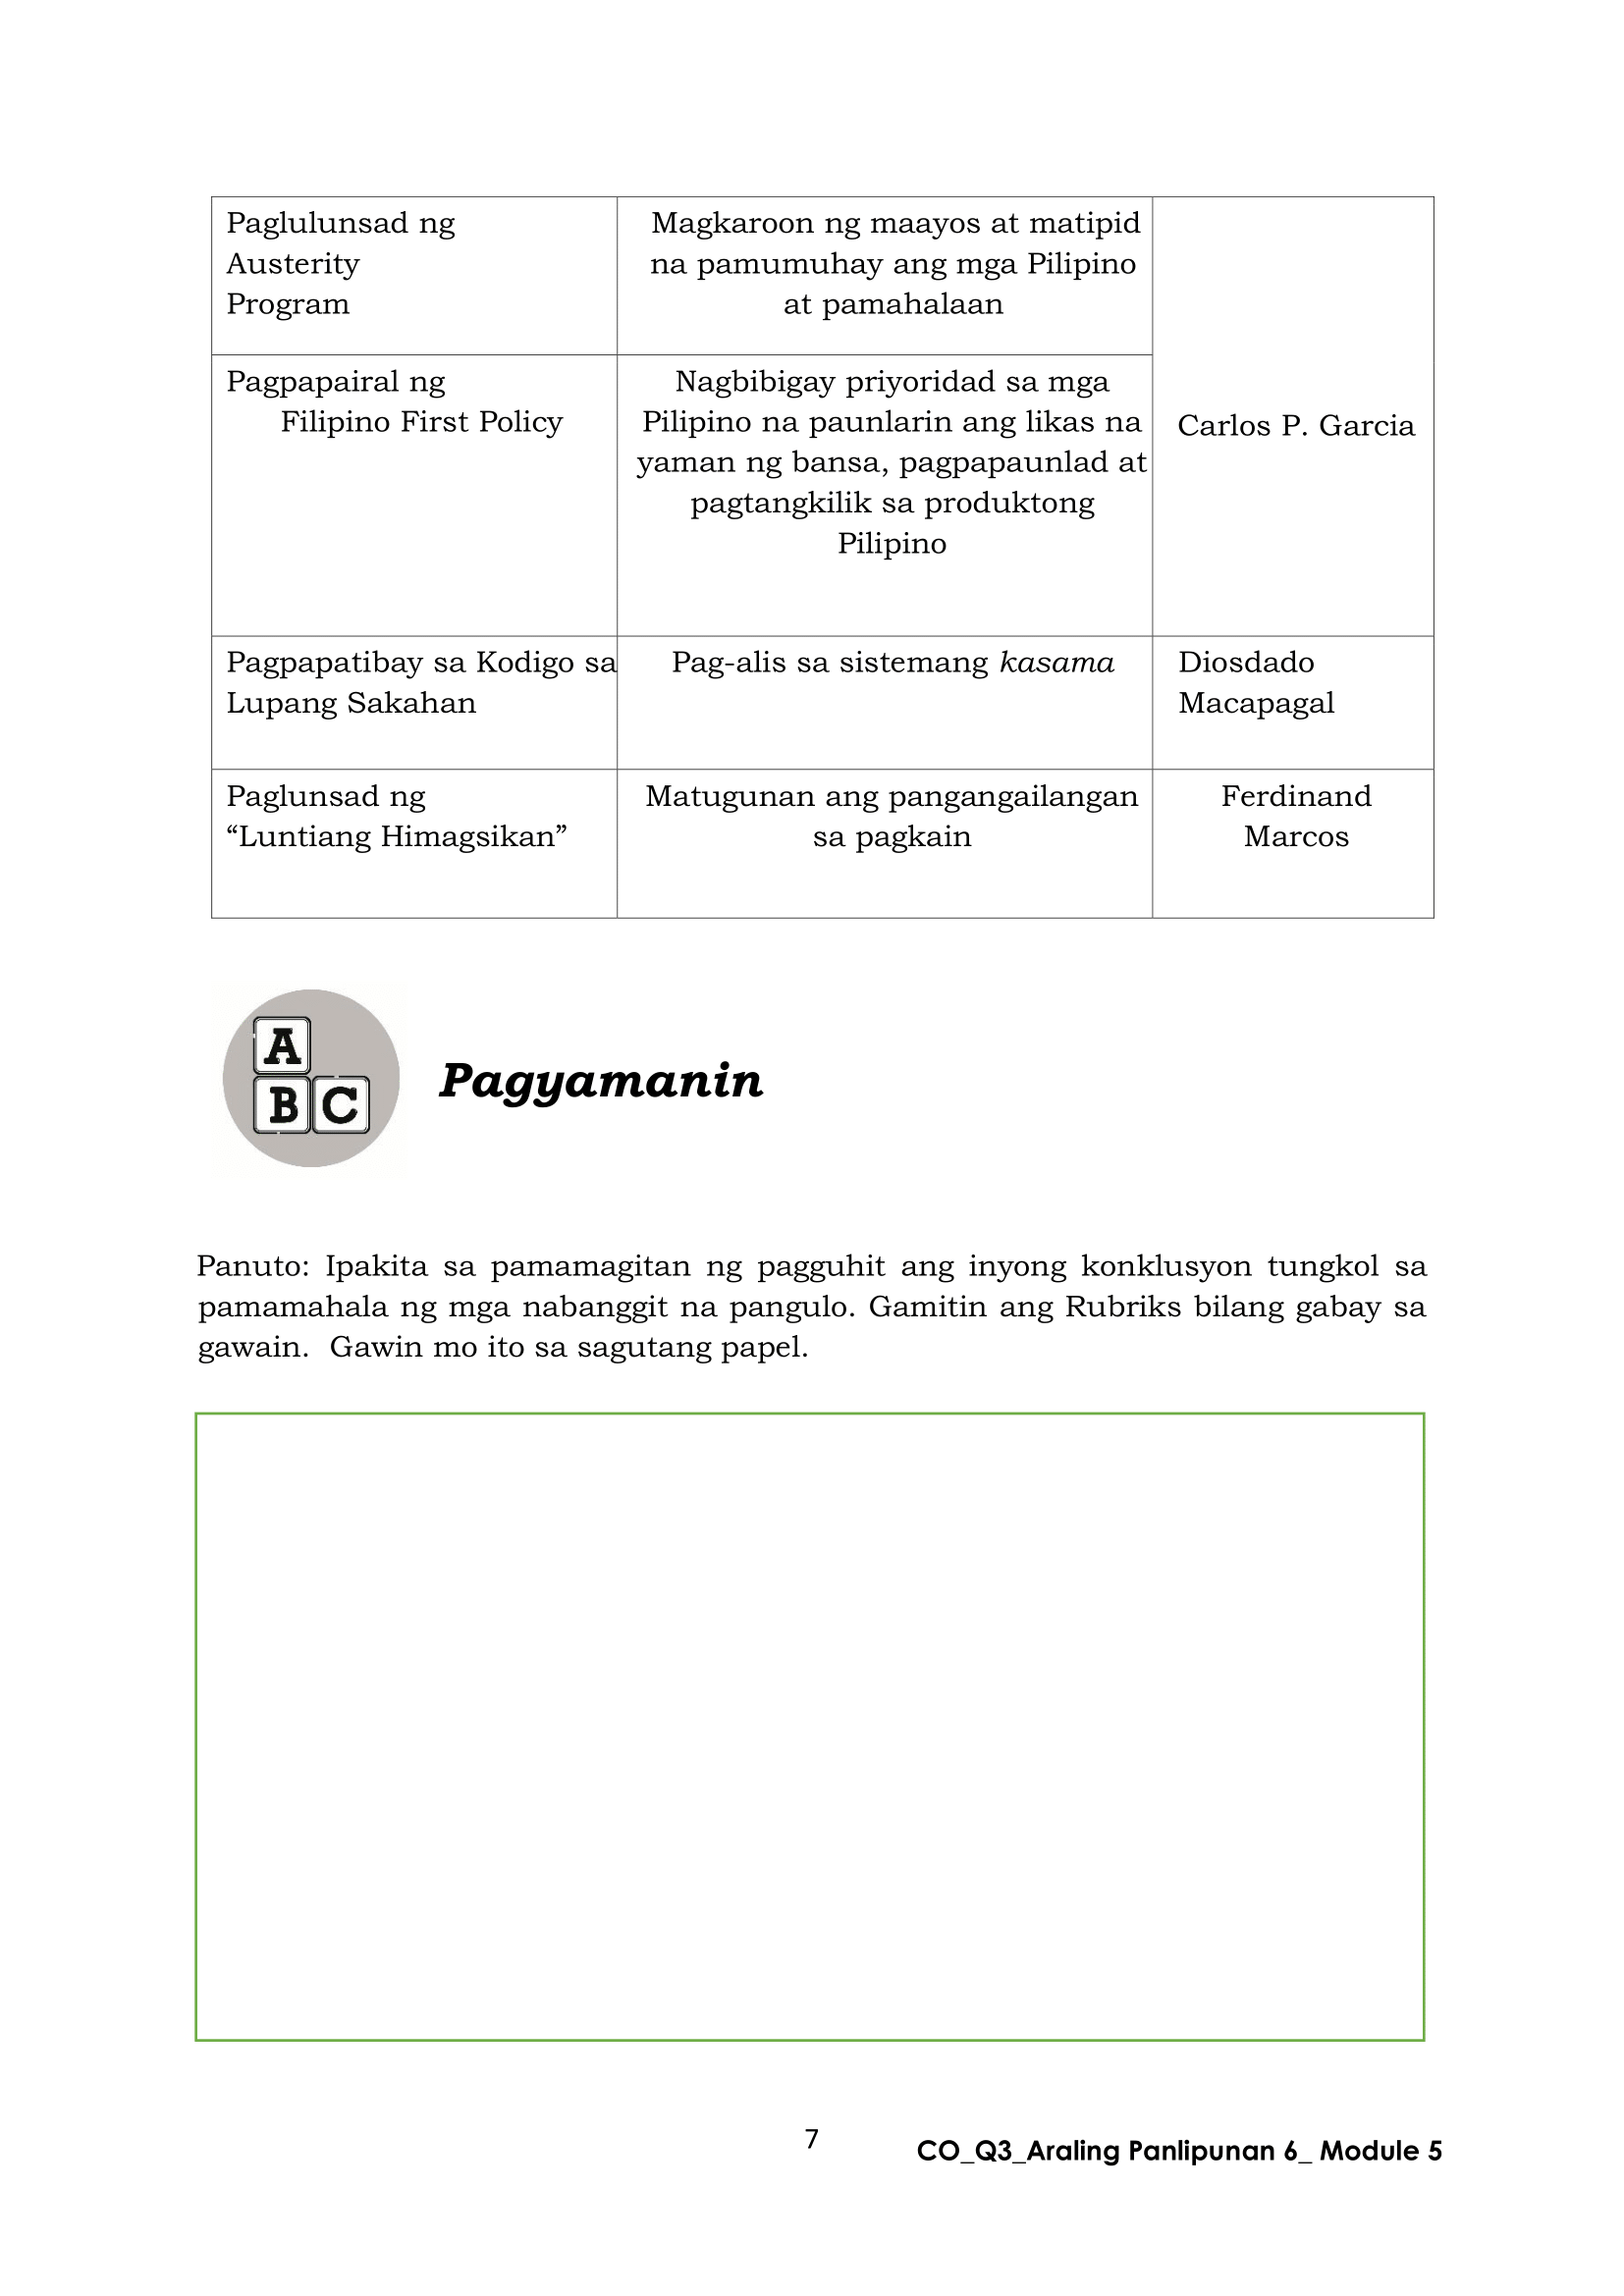 Paglulunsad ng
Austerity
Program
Magkaroon ng maayos at matipid
na pamumuhay ang mga Pilipino
at pamahalaan
Pagpapairal ng
Filipino First Policy
Nagbibigay priyoridad sa mga
Pilipino na paunlarin ang likas na
yaman ng bansa, pagpapaunlad at
pagtangkilik sa produktong
Pilipino
Carlos P. Garcia
Pagpapatibay sa Kodigo sa
Lupang Sakahan
Pag-alis sa sistemang kasama
Diosdado
Macapagal
Paglunsad ng
“Luntiang Himagsikan”
Matugunan ang pangangailangan
sa pagkain
Ferdinand
Marcos
A
B C
Pagyamanin
Panuto: Ipakita sa pamamagitan ng pagguhit ang inyong konklusyon tungkol sa
pamamahala ng mga nabanggit na pangulo. Gamitin ang Rubriks bilang gabay sa
gawain. Gawin mo ito sa sagutang papel.
7
CO_Q3_Araling Panlipunan 6_ Module 5